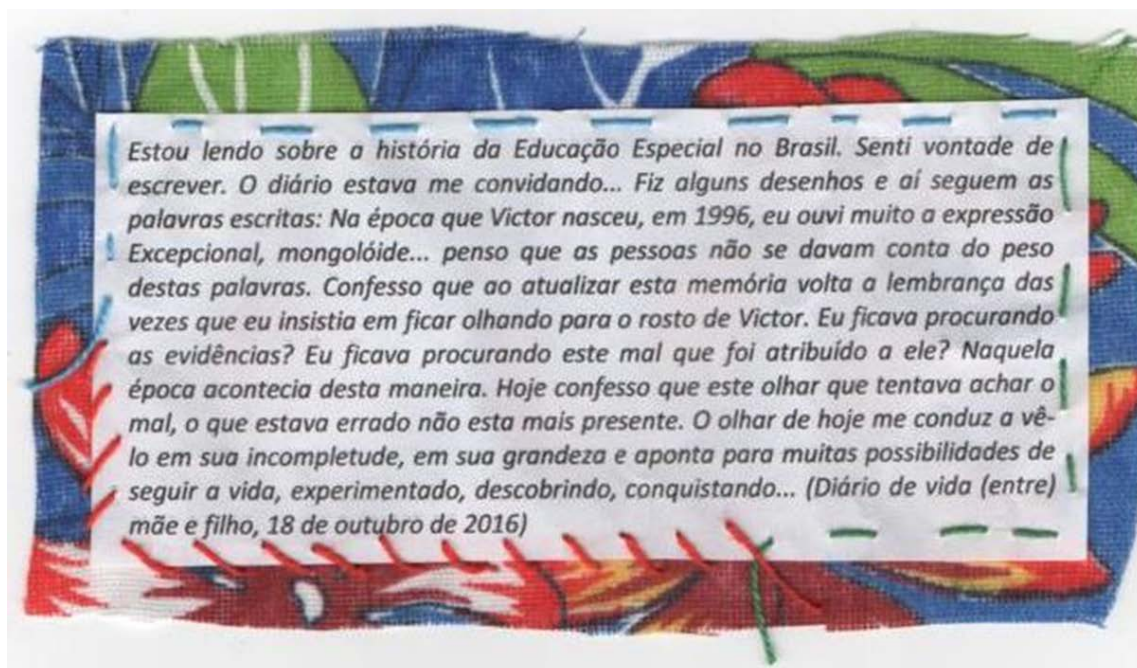 Estou lendo sobre a história da Educação Especial no Brasil. Senti vontade de
escrever. O diário estava me convidando... Fiz alguns desenhos e aí seguem as
palavras escritas: Na época que Victor nasceu, em 1996, eu ouvi muito a expressão
Excepcional, mongolóide... penso que as pessoas não se davam conta do peso
destas palavras. Confesso que ao atualizar esta memória volta a lembrança das
vezes que eu insistia em ficar olhando para o rosto de Victor. Eu ficava procurando
as evidências? Eu ficava procurando este mal que foi atribuído a ele? Naquela
época acontecia desta maneira. Hoje confesso que este olhar que tentava achar o
mal, o que estava errado não esta mais presente. O olhar de hoje me conduz a vê-
lo em sua incompletude, em sua grandeza e aponta para muitas possibilidades de
seguir a vida, experimentado, descobrindo, conquistando... (Diário de vida (entre)
mãe e filho, 18 de outubro de 2016)